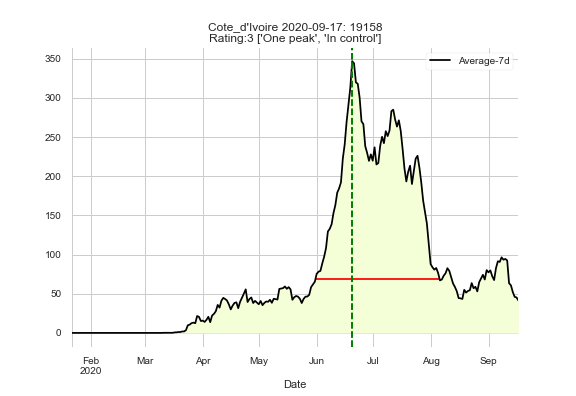 Cote_d'Ivoire 2020-09-17: 19158
Rating:3 ['One peak', 'In control']
Average-7d
350
300
250
200
150
100
50
0
Feb Mar Apr May Jun Jul Aug Sep
2020
Date